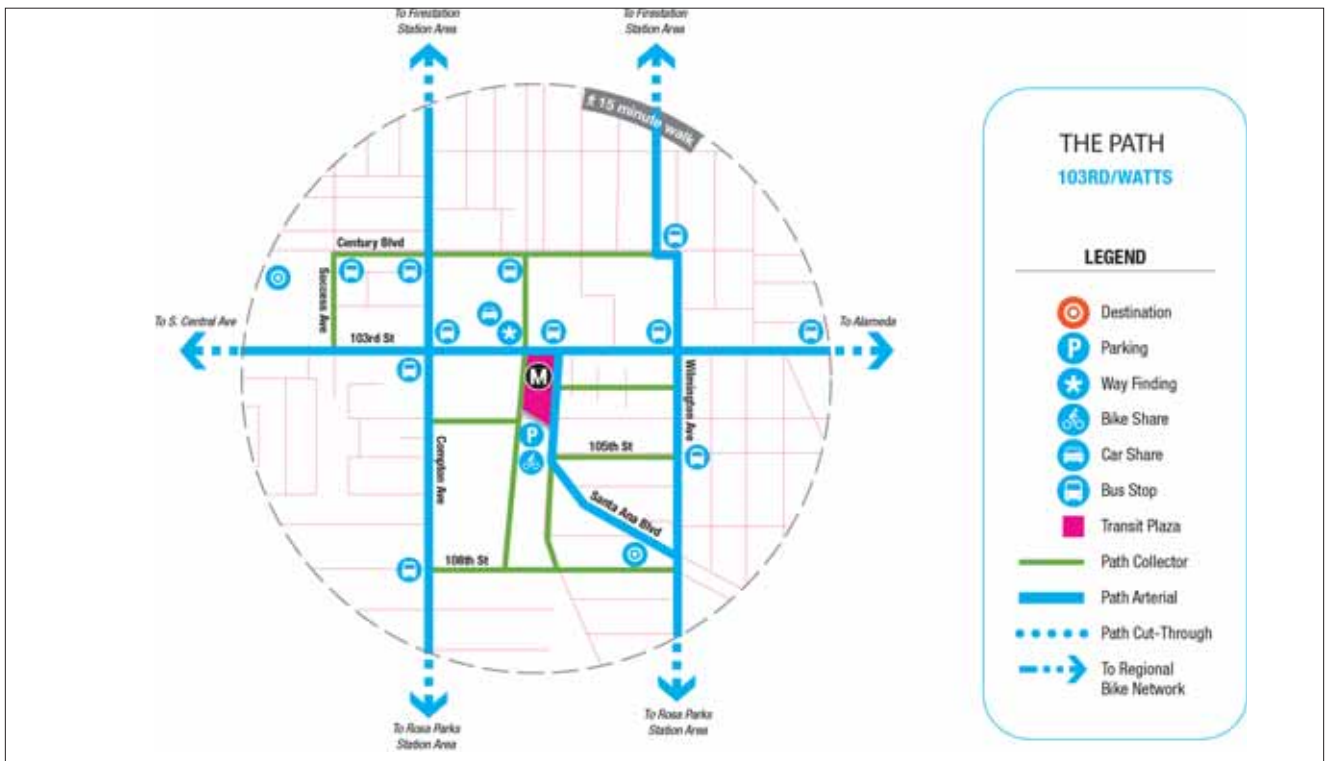 To Firestation
Station Area
To Firestation
Station Area
± 15 minute walk
Century Blvd
Success Ave
To S. Central Ave
103rd St
To Alameda
M
Wilmington Ave
P
105th St
Compton Ave
Santa Ana Blvd
108th St
To Rosa Parks
Station Area
To Rosa Parks
Station Area
THE PATH
103RD/WATTS
LEGEND
Destination
P Parking
Way Finding
Bike Share
Car Share
Bus Stop
Transit Plaza
Path Collector
Path Arterial
Path Cut-Through
To Regional
Bike Network